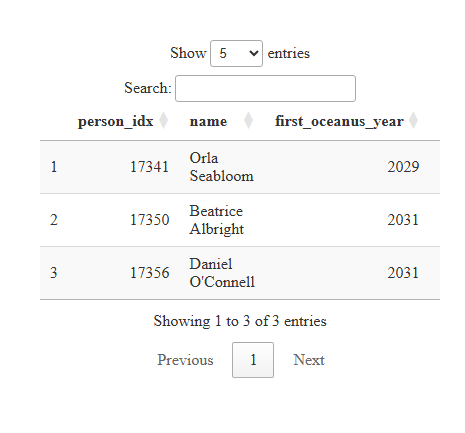 Show 5 entries
Search:
person_idx name first_oceanus_year
1 17341 Orla Seabloom 2029
2 17350 Beatrice Albright 2031
3 17356 Daniel O'Connell 2031
Showing 1 to 3 of 3 entries
Previous 1 Next